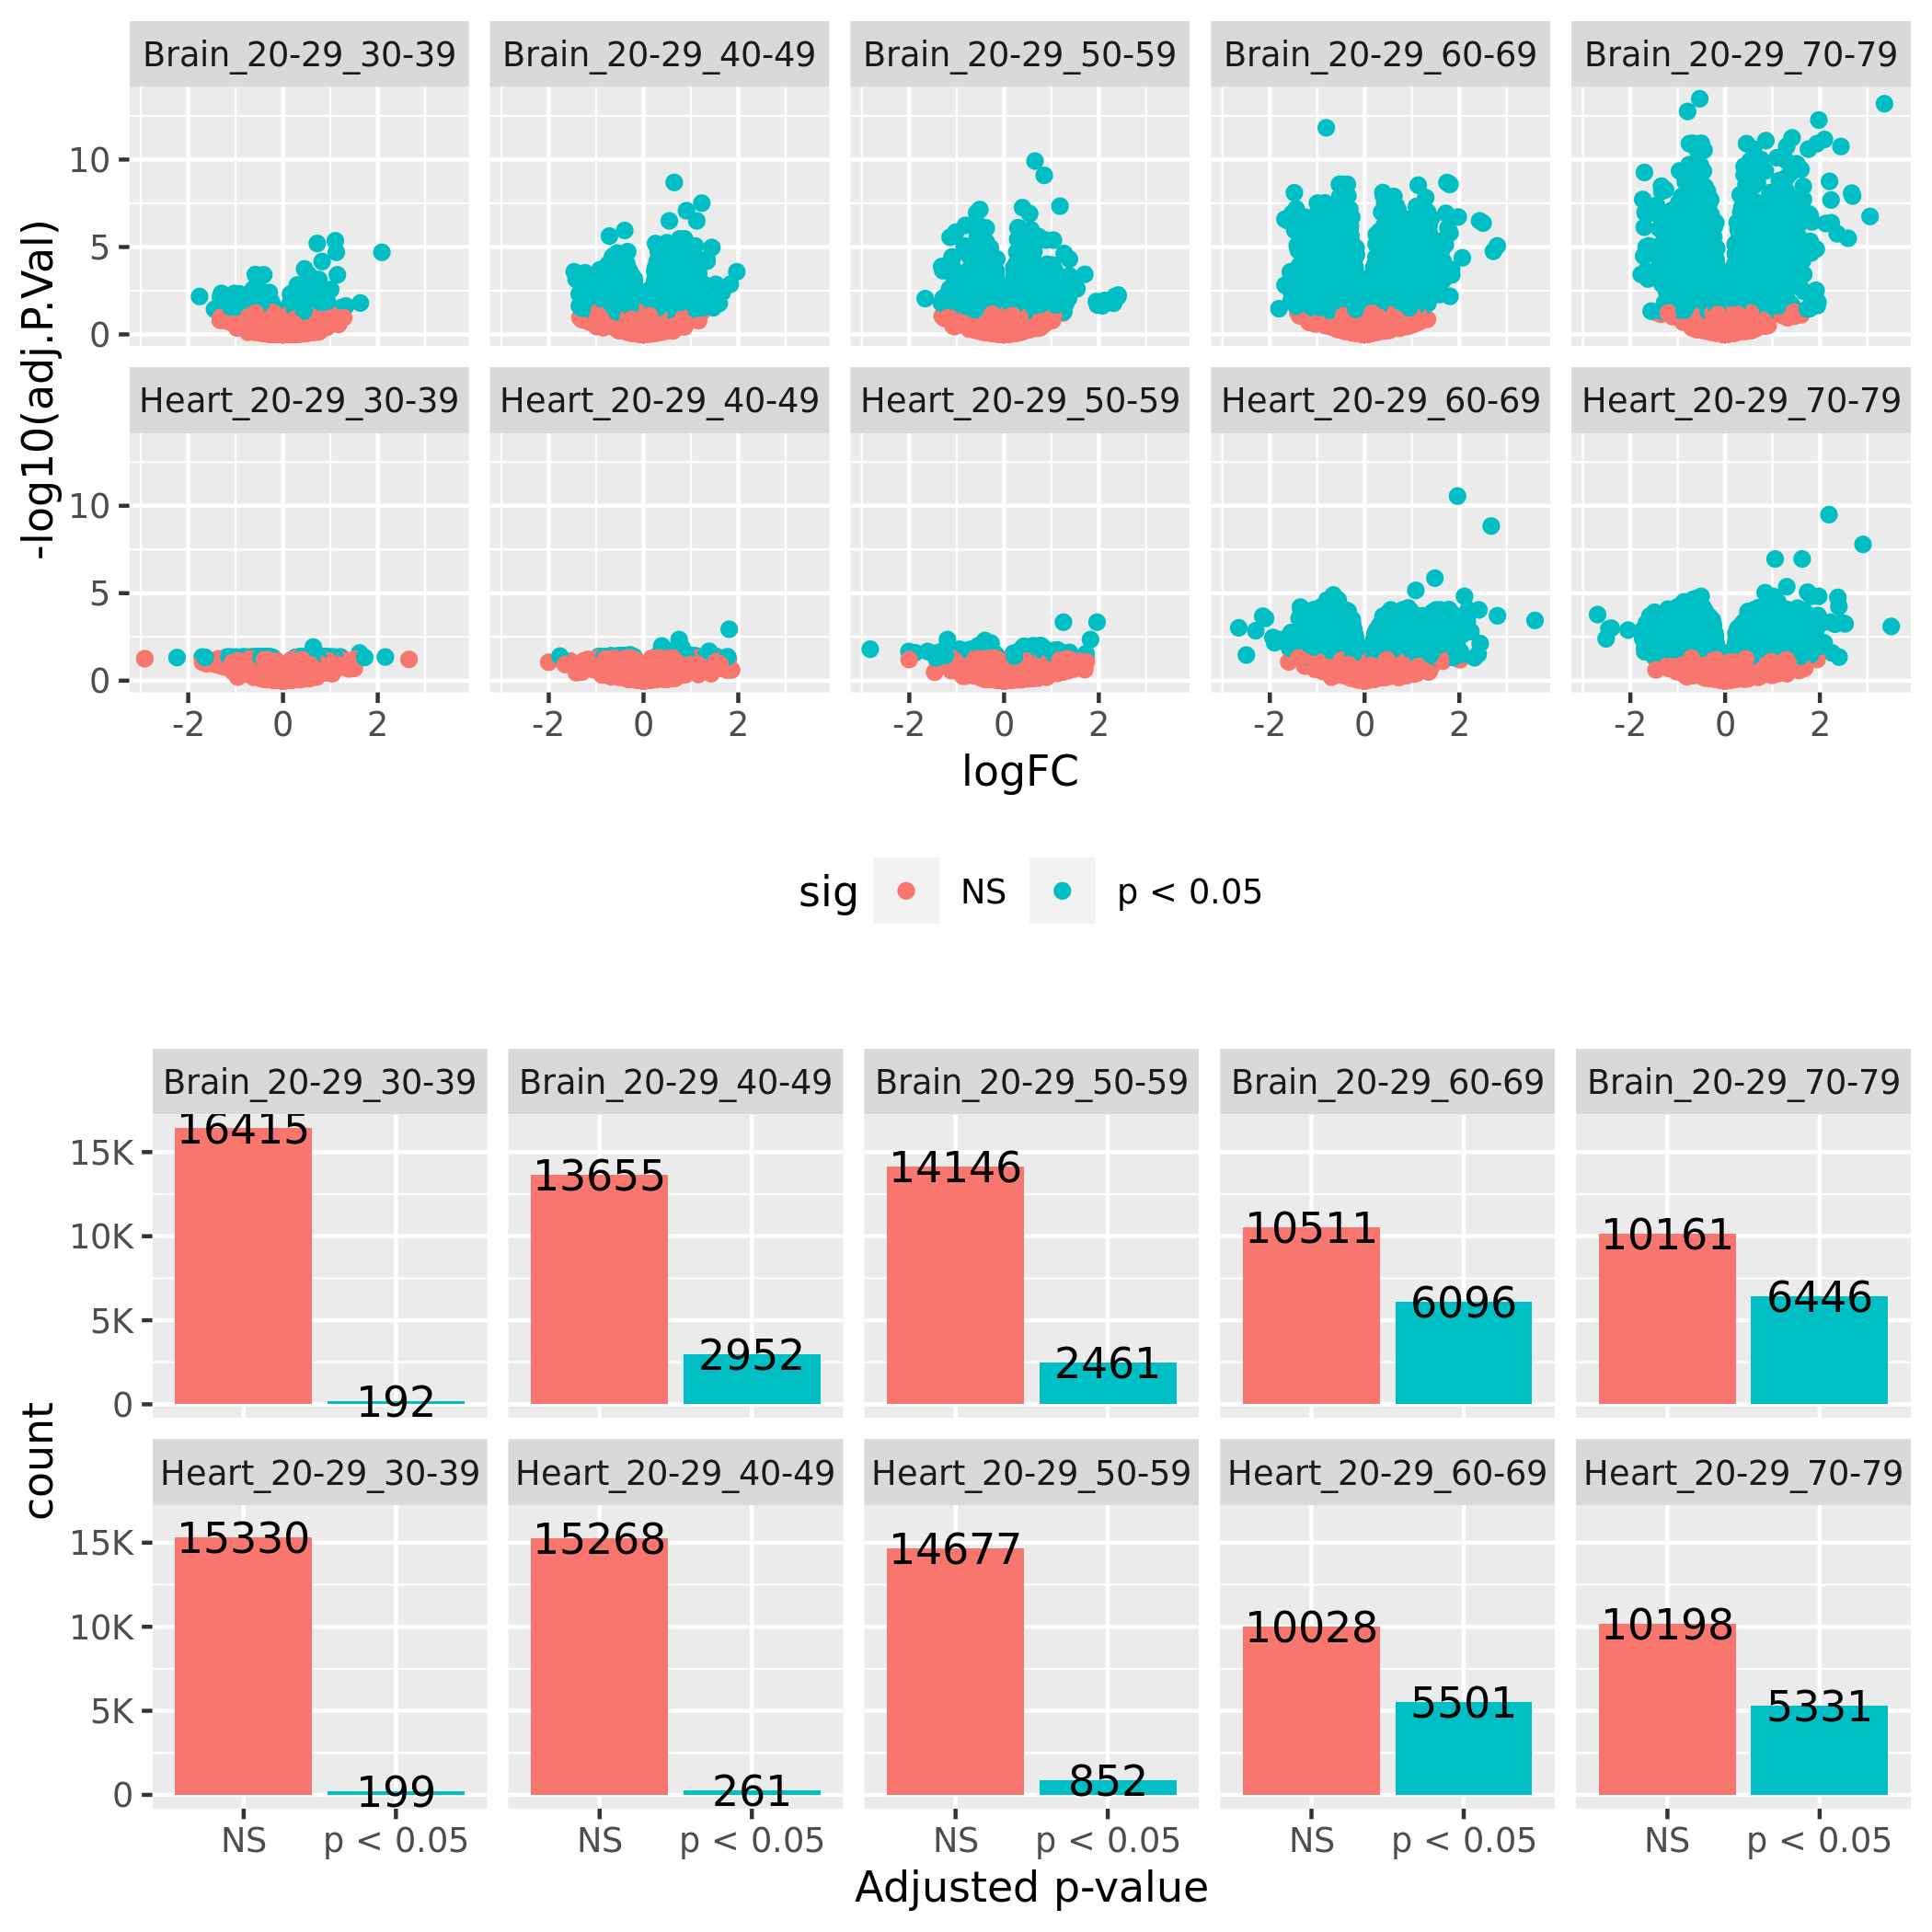 Brain_20-29_30-39 Brain_20-29_40-49 Brain_20-29_50-59 Brain_20-29_60-69 Brain_20-29_70-79
10
5
0
-log10(adj.P.Val)
Heart_20-29_30-39 Heart_20-29_40-49 Heart_20-29_50-59 Heart_20-29_60-69 Heart_20-29_70-79
10
5
0
-2 0 2 -2 0 2 -2 0 2 -2 0 2 -2 0 2
logFC
sig NS p < 0.05
Brain_20-29_30-39 Brain_20-29_40-49 Brain_20-29_50-59 Brain_20-29_60-69 Brain_20-29_70-79
15K
10K
5K
0
16415 192 13655 2952 14146 2461 10511 6096 10161 6446
count
Heart_20-29_30-39 Heart_20-29_40-49 Heart_20-29_50-59 Heart_20-29_60-69 Heart_20-29_70-79
15K
10K
5K
0
15330 199 15268 261 14677 852 10028 5501 10198 5331
NS p < 0.05 NS p < 0.05 NS p < 0.05 NS p < 0.05 NS p < 0.05
Adjusted p-value